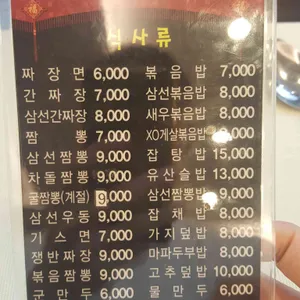 식사류
짜장면 6,000 볶음밥 7,000
간짜장 7,000 삼선볶음밥 8,000
삼선간짜장 8,000 새우볶음밥 8,000
짬뽕 7,000 XO게살볶음밥 8,000
삼선짬뽕 9,000 잡탕밥 15,000
차돌짬뽕 9,000 유산슬밥 13,000
굴짬뽕(계절) 9,000 삼선짬뽕밥 9,000
삼선우동 9,000 잡채밥 8,000
기스면 7,000 가지덮밥 8,000
쟁반짜장 9,000 마파두부밥 8,000
볶음짬뽕 9,000 고추덮밥 10,000
군만두 6,000 물만두 6,000